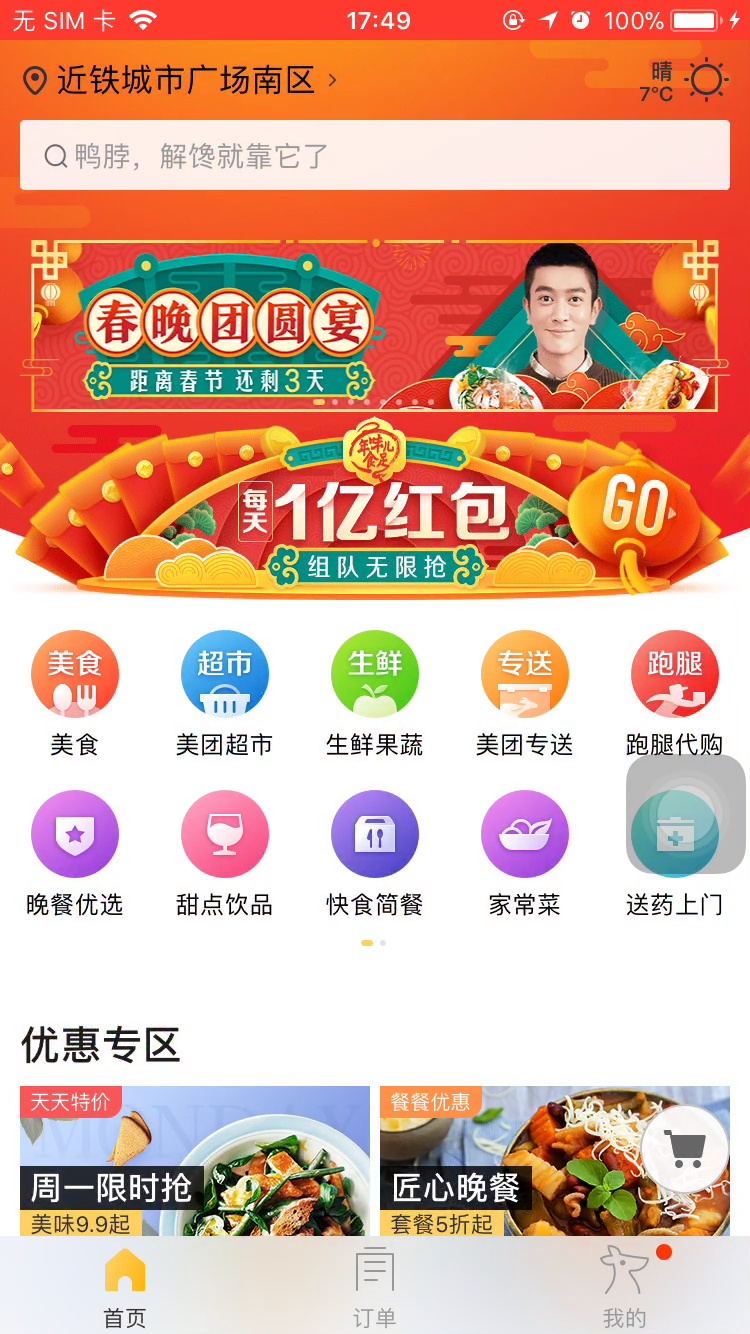 无 SIM 卡
17:49
100%
近铁城市广场南区
晴
7°C
鸭脖，解馋就靠它了
春晚团圆宴
距离春节 还剩3天
年味儿
食足
每天
1亿红包
GO
组队无限抢
美食
超市
生鲜
专送
跑腿
美食
美团超市
生鲜果蔬
美团专送
跑腿代购
晚餐优选
甜点饮品
快食简餐
家常菜
送药上门
优惠专区
天天特价
MONDAY
周一限时抢
美味9.9起
餐餐优惠
匠心晚餐
套餐5折起
首页
订单
我的